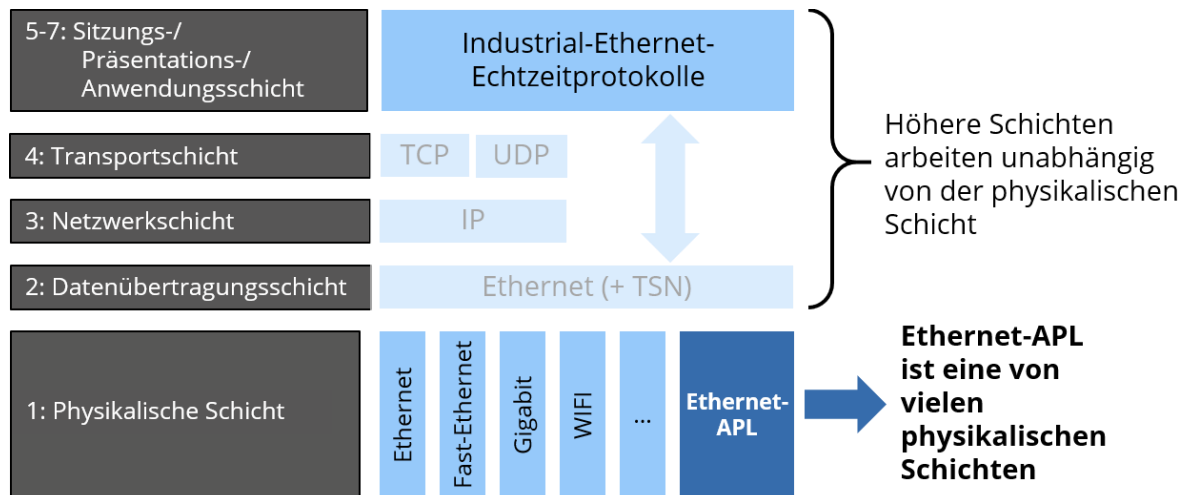 5-7: Sitzungs-/
Präsentations-/
Anwendungsschicht
Industrial-Ethernet-
Echtzeitprotokolle
4: Transportschicht
TCP
UDP
3: Netzwerkschicht
IP
2: Datenübertragungsschicht
Ethernet (+ TSN)
Höhere Schichten
arbeiten unabhängig
von der physikalischen
Schicht
1: Physikalische Schicht
Ethernet
Fast-Ethernet
Gigabit
WIFI
...
Ethernet-
APL
Ethernet-APL
ist eine von
vielen
physikalischen
Schichten